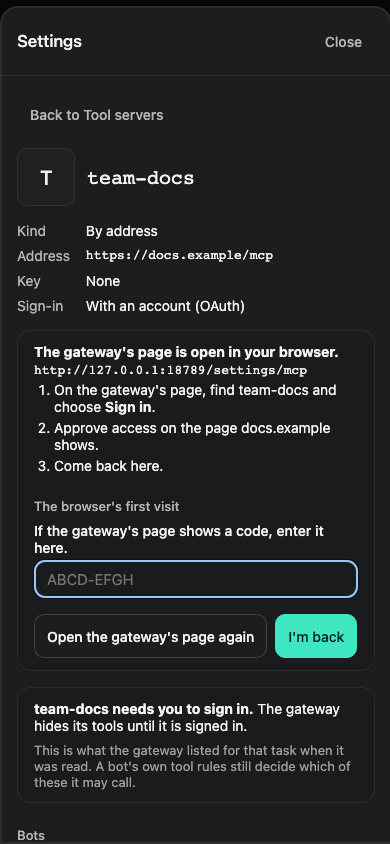 Settings
Close
Back to Tool servers
T
team-docs
Kind By address
Address https://docs.example/mcp
Key None
Sign-in With an account (OAuth)
The gateway's page is open in your browser.
http://127.0.0.1:18789/settings/mcp
1. On the gateway's page, find team-docs and
choose Sign in.
2. Approve access on the page docs.example
shows.
3. Come back here.
The browser's first visit
If the gateway's page shows a code, enter it
here.
ABCD-EFGH
Open the gateway's page again
I'm back
team-docs needs you to sign in. The gateway
hides its tools until it is signed in.
This is what the gateway listed for that task when it
was read. A bot's own tool rules still decide which of
these it may call.
Bots